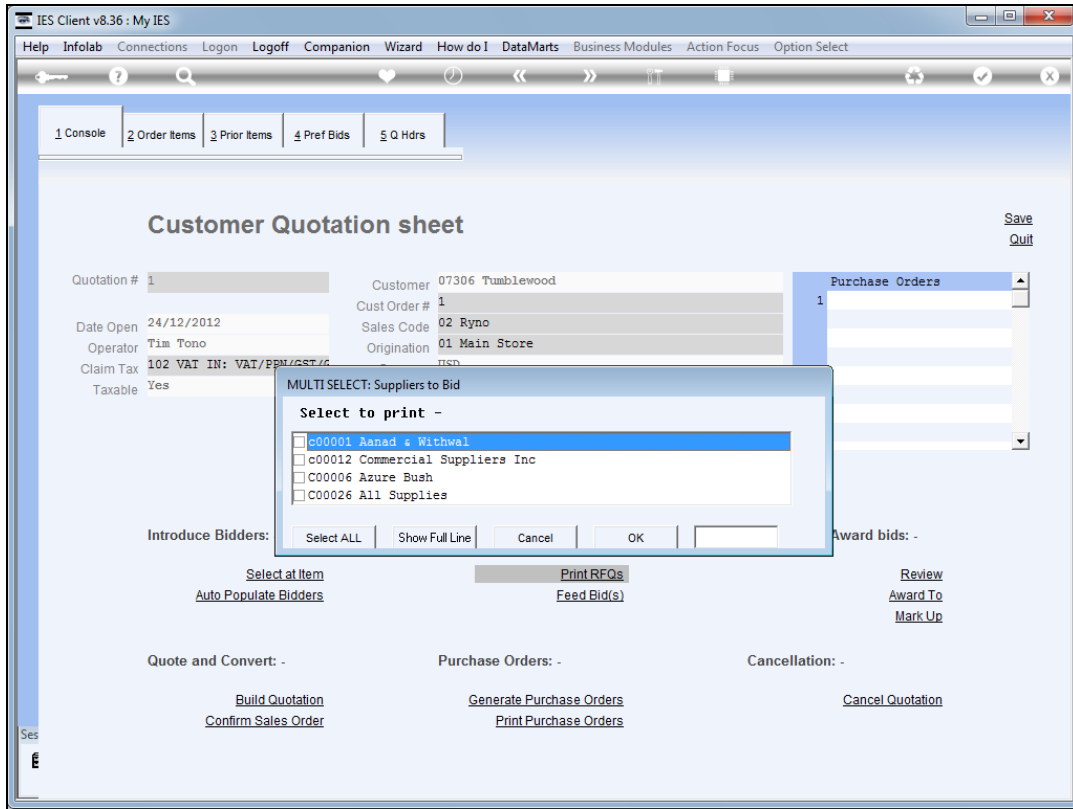 IES Client v8.36 : My IES
Help Infolab Connections Logon Logoff Companion Wizard How do I DataMarts Business Modules Action Focus Option Select
1 Console 2 Order Items 3 Prior Items 4 Pref Bids 5 Q Hdrs
Customer Quotation sheet
Save
Quit
Quotation # 1 Customer 07306 Tumblewood Purchase Orders
Cust Order # 1 1
Date Open 24/12/2012 Sales Code 02 Ryno
Operator Tim Tono Origination 01 Main Store
Claim Tax 102 VAT IN: VAT/PPN/GST/ USD
Taxable Yes
MULTI SELECT: Suppliers to Bid
Select to print -
c00001 Aanad & Withwal
c00012 Commercial Suppliers Inc
C00006 Azure Bush
C00026 All Supplies
Select ALL Show Full Line Cancel OK
Introduce Bidders: Award bids: -
Select at Item Print RFQs Review
Auto Populate Bidders Feed Bid(s) Award To
Mark Up
Quote and Convert: - Purchase Orders: - Cancellation: -
Build Quotation Generate Purchase Orders Cancel Quotation
Confirm Sales Order Print Purchase Orders
Ses